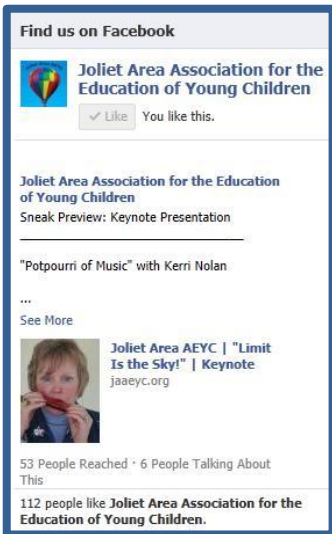 Find us on Facebook
Joliet Area Association for the
Education of Young Children
Like You like this.
Joliet Area Association for the Education
of Young Children
Sneak Preview: Keynote Presentation
"Potpourri of Music" with Kerri Nolan
...
See More
Joliet Area AEYC | "Limit
Is the Sky!" | Keynote
jaaeyc.org
53 People Reached · 6 People Talking About
This
112 people like Joliet Area Association for the
Education of Young Children.